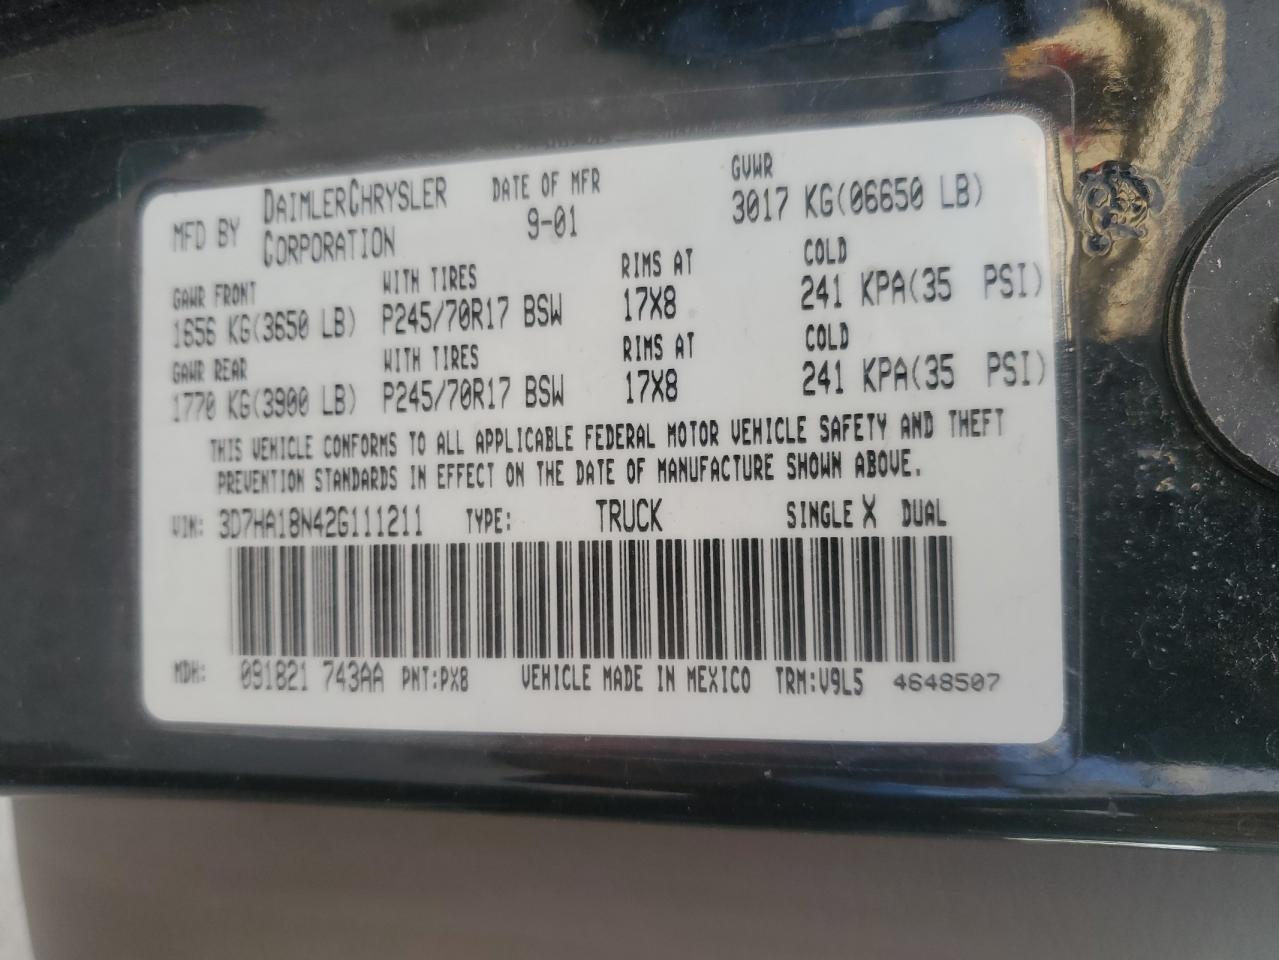 MFD BY DAIMLERCHRYSLER CORPORATION DATE OF MFR 9-01 GVWR 3017 KG(06650 LB)
GAWR FRONT WITH TIRES RIMS AT COLD
1656 KG(3650 LB) P245/70R17 BSW 17X8 241 KPA(35 PSI)
GAWR REAR WITH TIRES RIMS AT COLD
1770 KG(3900 LB) P245/70R17 BSW 17X8 241 KPA(35 PSI)
THIS VEHICLE CONFORMS TO ALL APPLICABLE FEDERAL MOTOR VEHICLE SAFETY AND THEFT
PREVENTION STANDARDS IN EFFECT ON THE DATE OF MANUFACTURE SHOWN ABOVE.
VIN: 3D7HA18N42G111211 TYPE: TRUCK SINGLE X DUAL
MDH: 091821 743AA PNT:PX8 VEHICLE MADE IN MEXICO TRM:V9L5 4648507